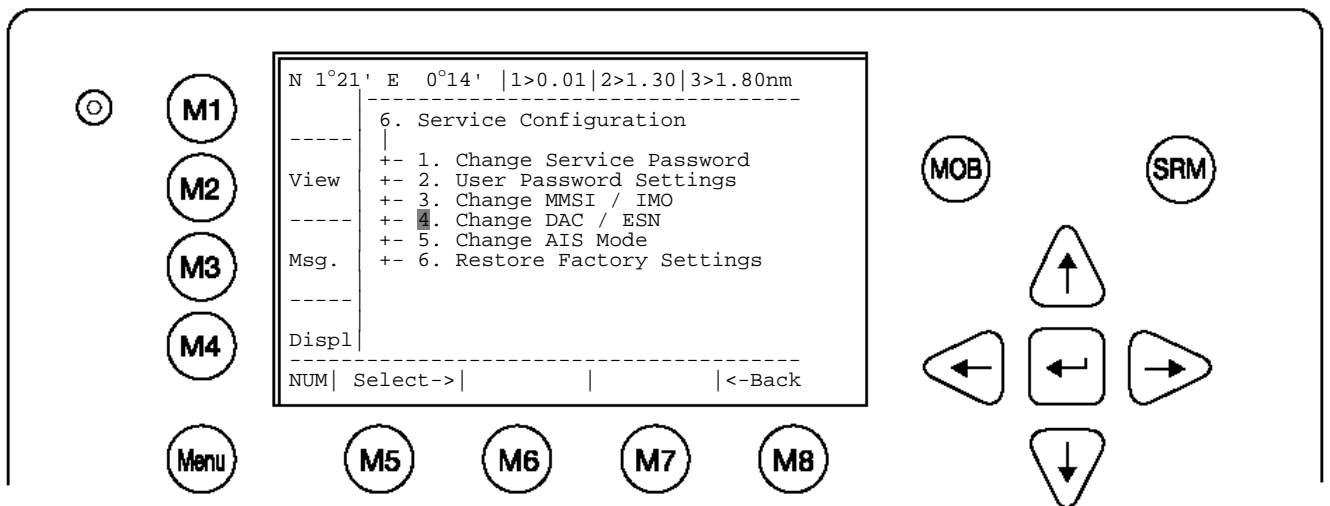 N 1°21' E 0°14' |1>0.01|2>1.30|3>1.80nm
6. Service Configuration
+- 1. Change Service Password
+- 2. User Password Settings
+- 3. Change MMSI / IMO
+- 4. Change DAC / ESN
+- 5. Change AIS Mode
+- 6. Restore Factory Settings
View
Msg.
Displ
NUM| Select->| | |<-Back
M1
M2
M3
M4
Menu
M5
M6
M7
M8
MOB
SRM